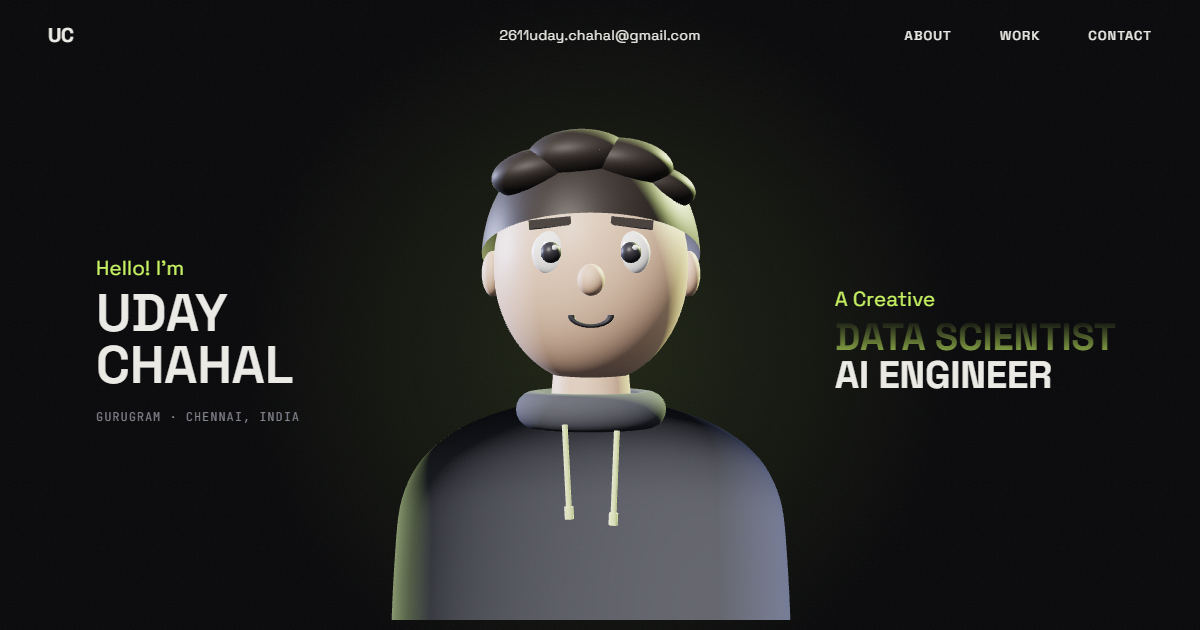 UC
2611uday.chahal@gmail.com
ABOUT
WORK
CONTACT
Hello! I'm
UDAY
CHAHAL
GURUGRAM · CHENNAI, INDIA
A Creative
DATA SCIENTIST
AI ENGINEER